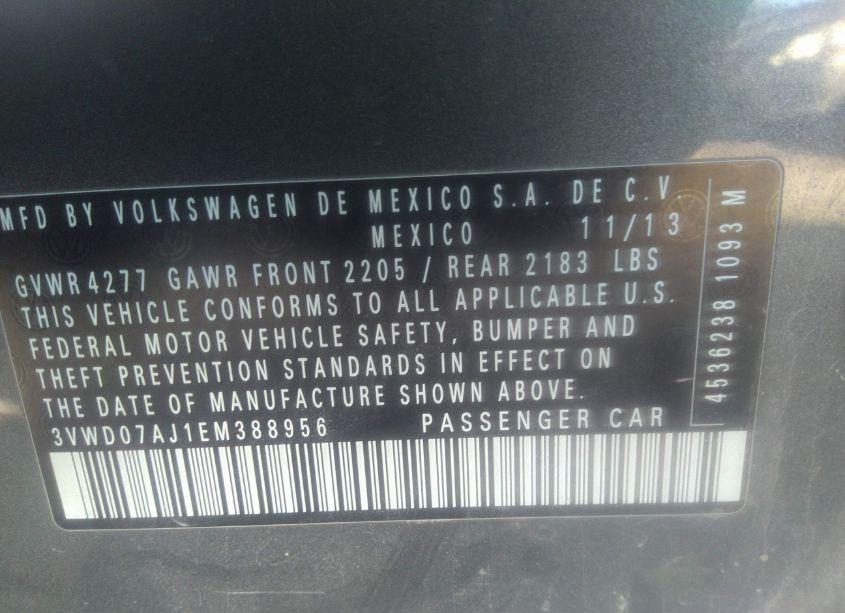 MFD BY VOLKSWAGEN DE MEXICO S.A. DE C.V
MEXICO 11/13
GVWR4277 GAWR FRONT 2205 / REAR 2183 LBS
THIS VEHICLE CONFORMS TO ALL APPLICABLE U.S.
FEDERAL MOTOR VEHICLE SAFETY, BUMPER AND
THEFT PREVENTION STANDARDS IN EFFECT ON
THE DATE OF MANUFACTURE SHOWN ABOVE.
3VWD07AJ1EM388956 PASSENGER CAR
4536238 1093 M